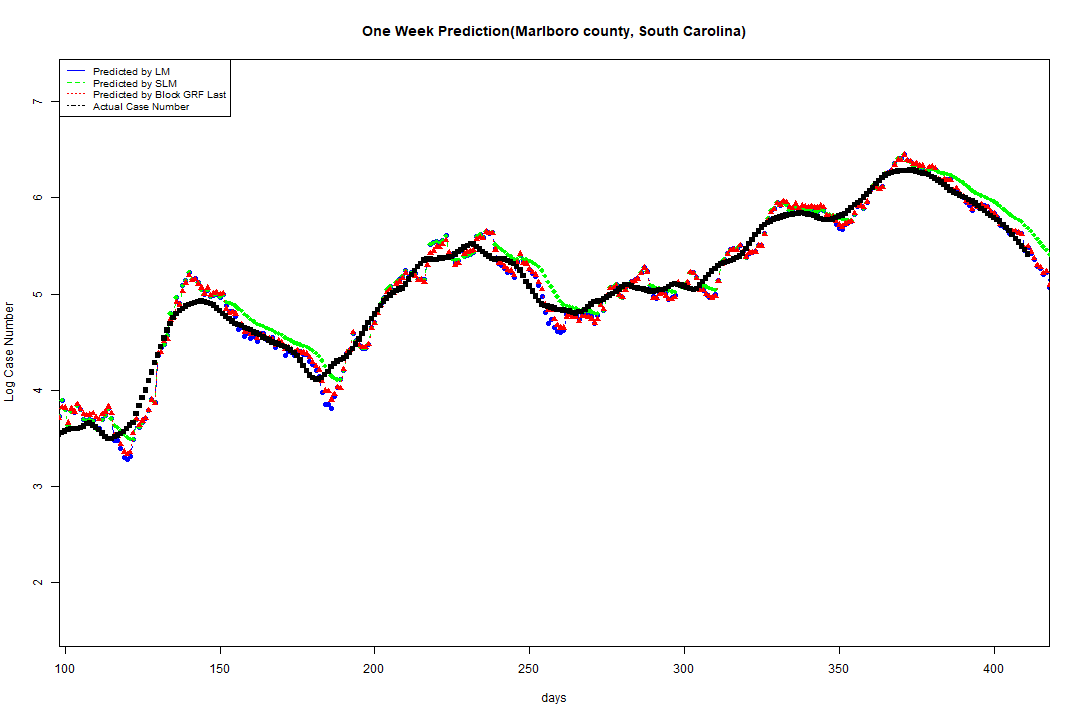 One Week Prediction(Marlboro county, South Carolina)
Predicted by LM
Predicted by SLM
Predicted by Block GRF Last
Actual Case Number
7
6
5
4
3
2
Log Case Number
100 150 200 250 300 350 400
days